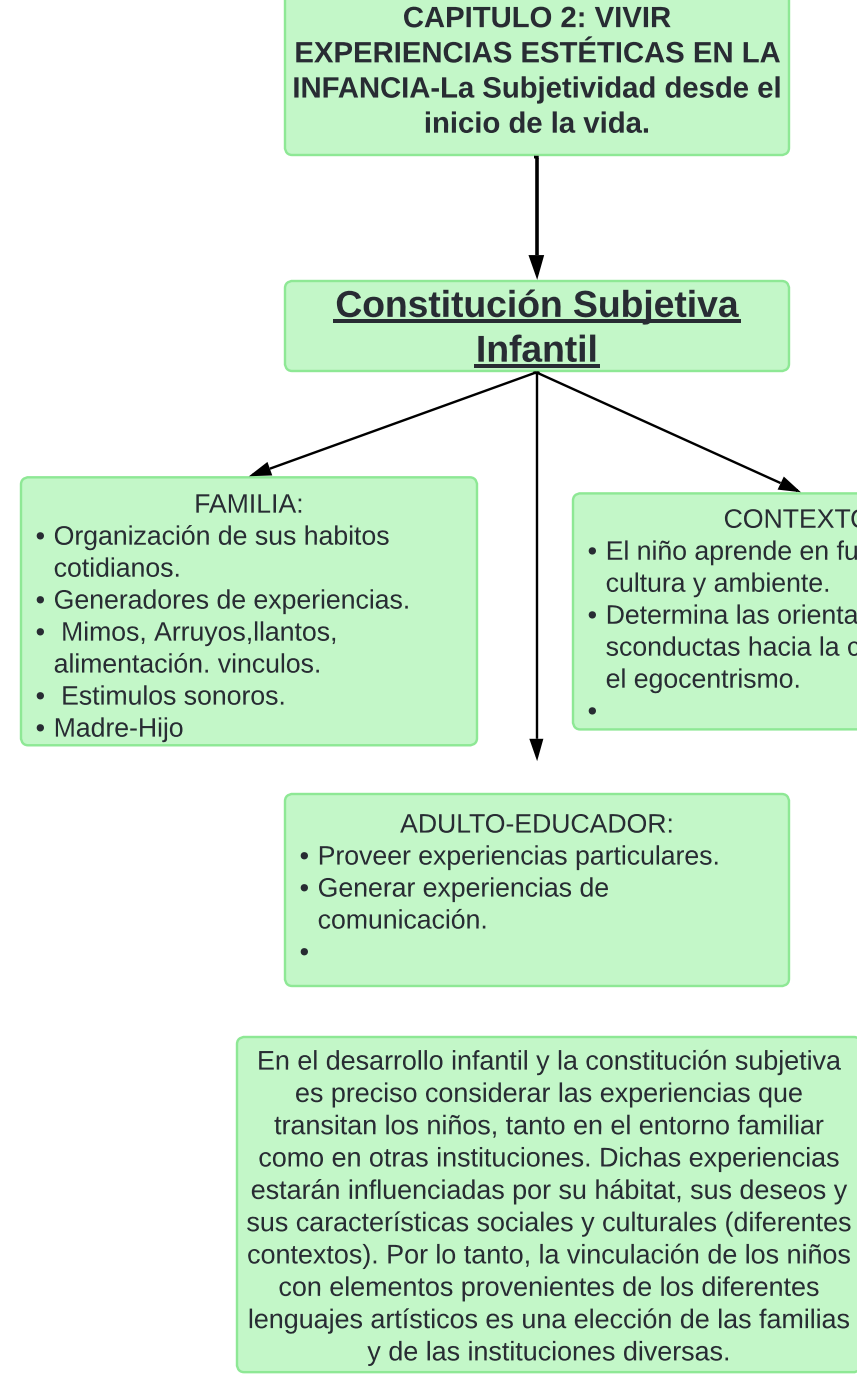 CAPITULO 2: VIVIR
EXPERIENCIAS ESTÉTICAS EN LA
INFANCIA-La Subjetividad desde el
inicio de la vida.
Constitución Subjetiva
Infantil
FAMILIA:
• Organización de sus habitos
cotidianos.
• Generadores de experiencias.
• Mimos, Arruyos,llantos,
alimentación. vinculos.
• Estimulos sonoros.
• Madre-Hijo
CONTEXTO
• El niño aprende en
cultura y ambiente.
• Determina las
sconductas hacia la
el egocentrismo.
•
ADULTO-EDUCADOR:
• Proveer experiencias particulares.
• Generar experiencias de
comunicación.
•
En el desarrollo infantil y la constitución subjetiva
es preciso considerar las experiencias que
transitan los niños, tanto en el entorno familiar
como en otras instituciones. Dichas experiencias
estarán influenciadas por su hábitat, sus deseos y
sus características sociales y culturales (diferentes
contextos). Por lo tanto, la vinculación de los niños
con elementos provenientes de los diferentes
lenguajes artísticos es una elección de las familias
y de las instituciones diversas.